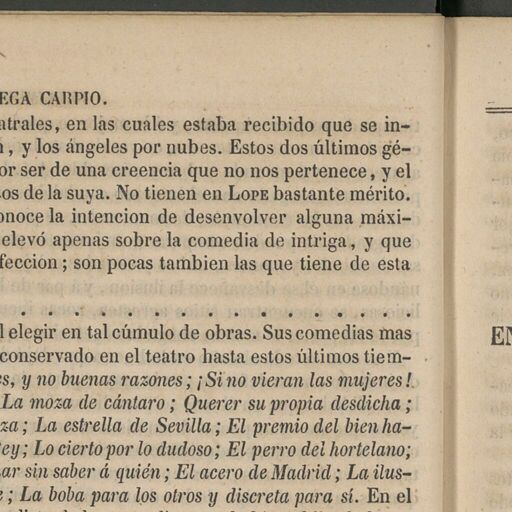 EGA CARPIO.
atrales, en las cuales estaba recibido que se in-
, y los ángeles por nubes. Estos dos últimos gé-
or ser de una creencia que no nos pertenece, y el
os de la suya. No tienen en LOPE bastante mérito.
onoce la intencion de desenvolver alguna máxi-
elevó apenas sobre la comedia de intriga, y que
feccion; son pocas tambien las que tiene de esta
. . . . . . . . . .
l elegir en tal cúmulo de obras. Sus comedias mas
conservado en el teatro hasta estos últimos tiem-
es, y no buenas razones; ¡Si no vieran las mujeres!
La moza de cántaro; Querer su propia desdicha;
za; La estrella de Sevilla; El premio del bien ha-
ey; Lo cierto por lo dudoso; El perro del hortelano;
ar sin saber á quién; El acero de Madrid; La ilus-
e; La boba para los otros y discreta para sí. En el
EN